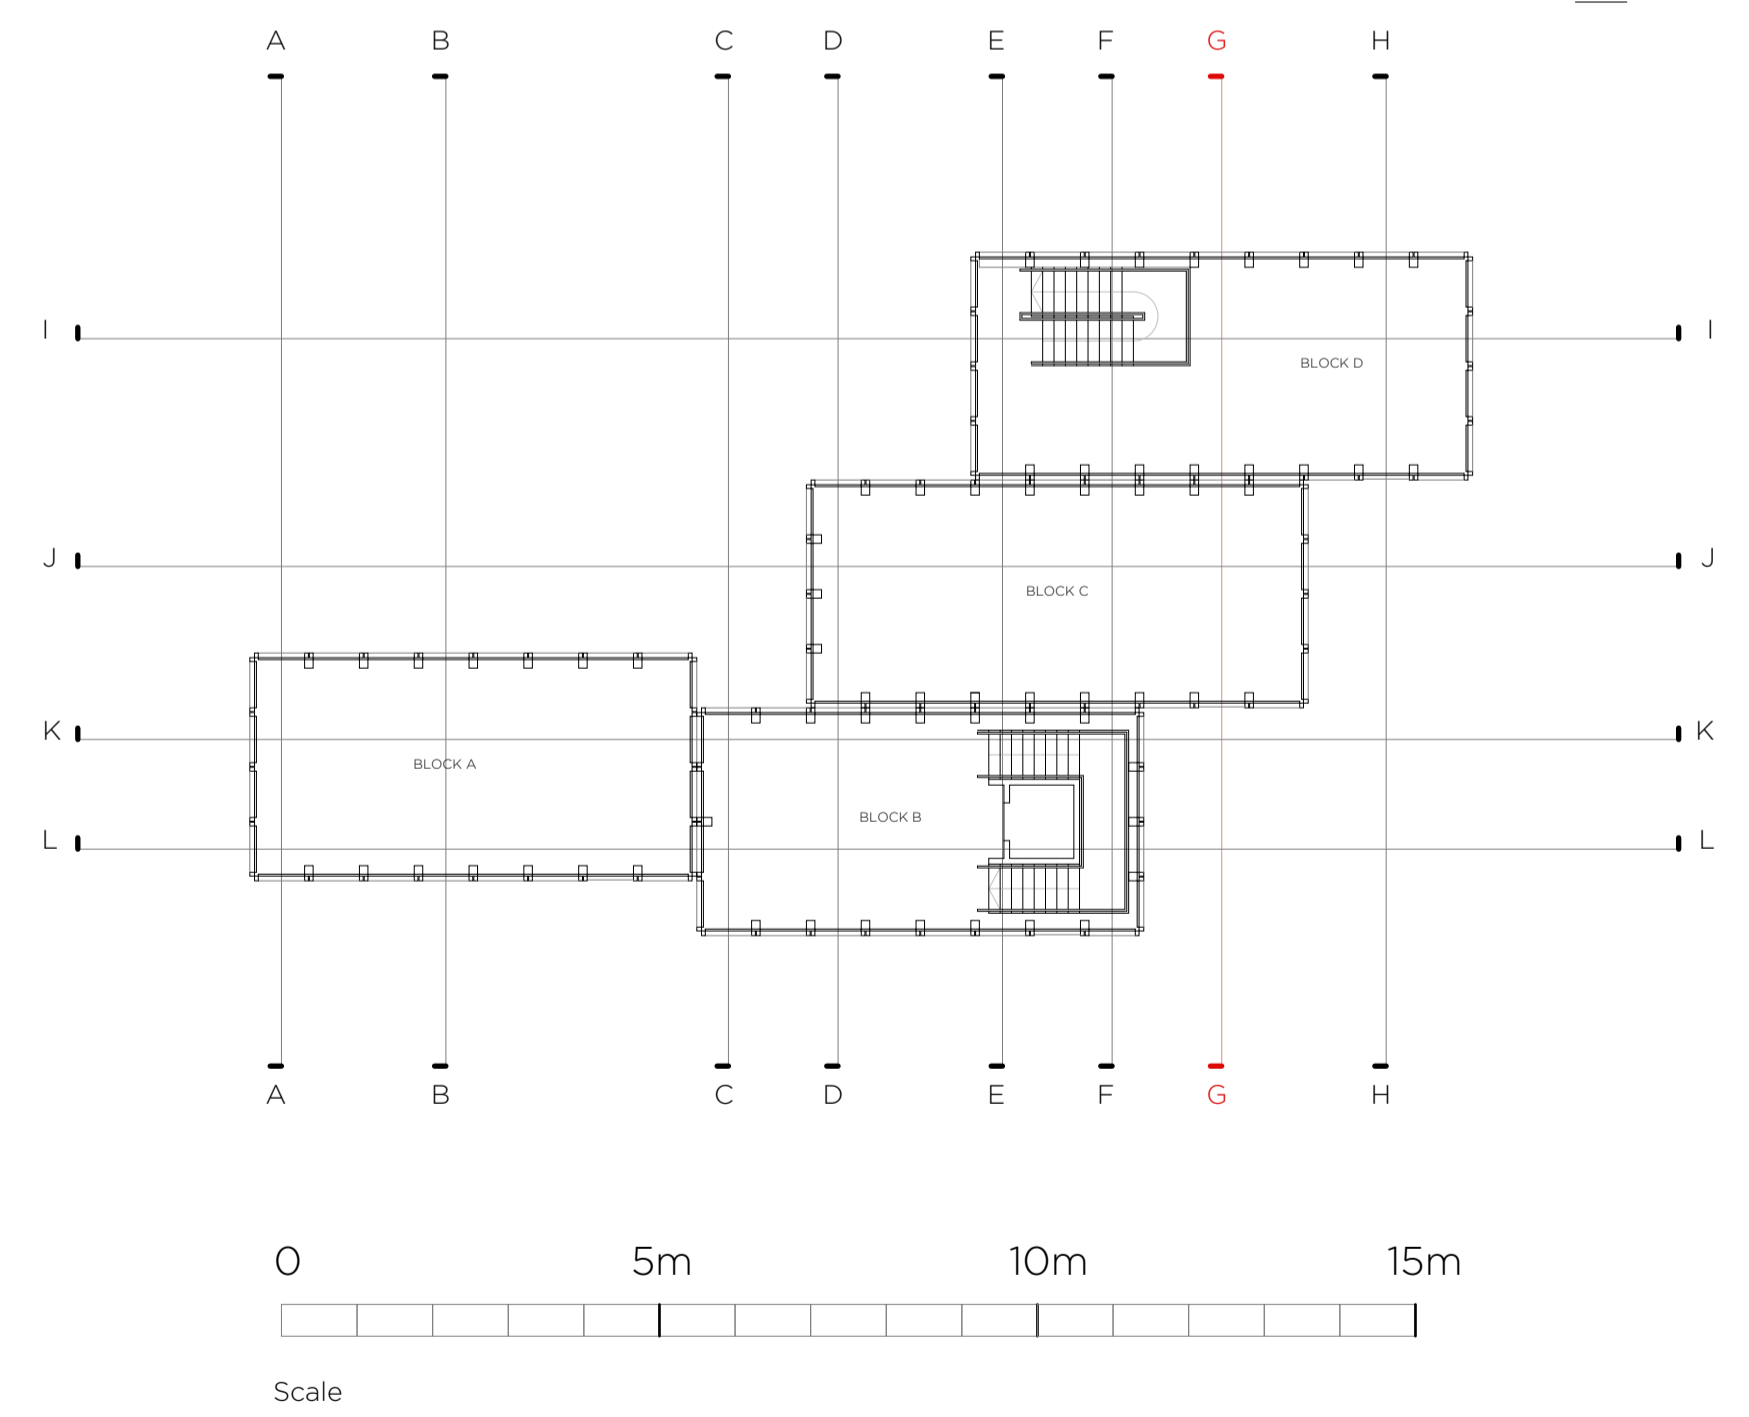 A B C D E F G H
I I
BLOCK D
J J
BLOCK C
K K
BLOCK A
BLOCK B
L L
A B C D E F G H
0 5m 10m 15m
Scale